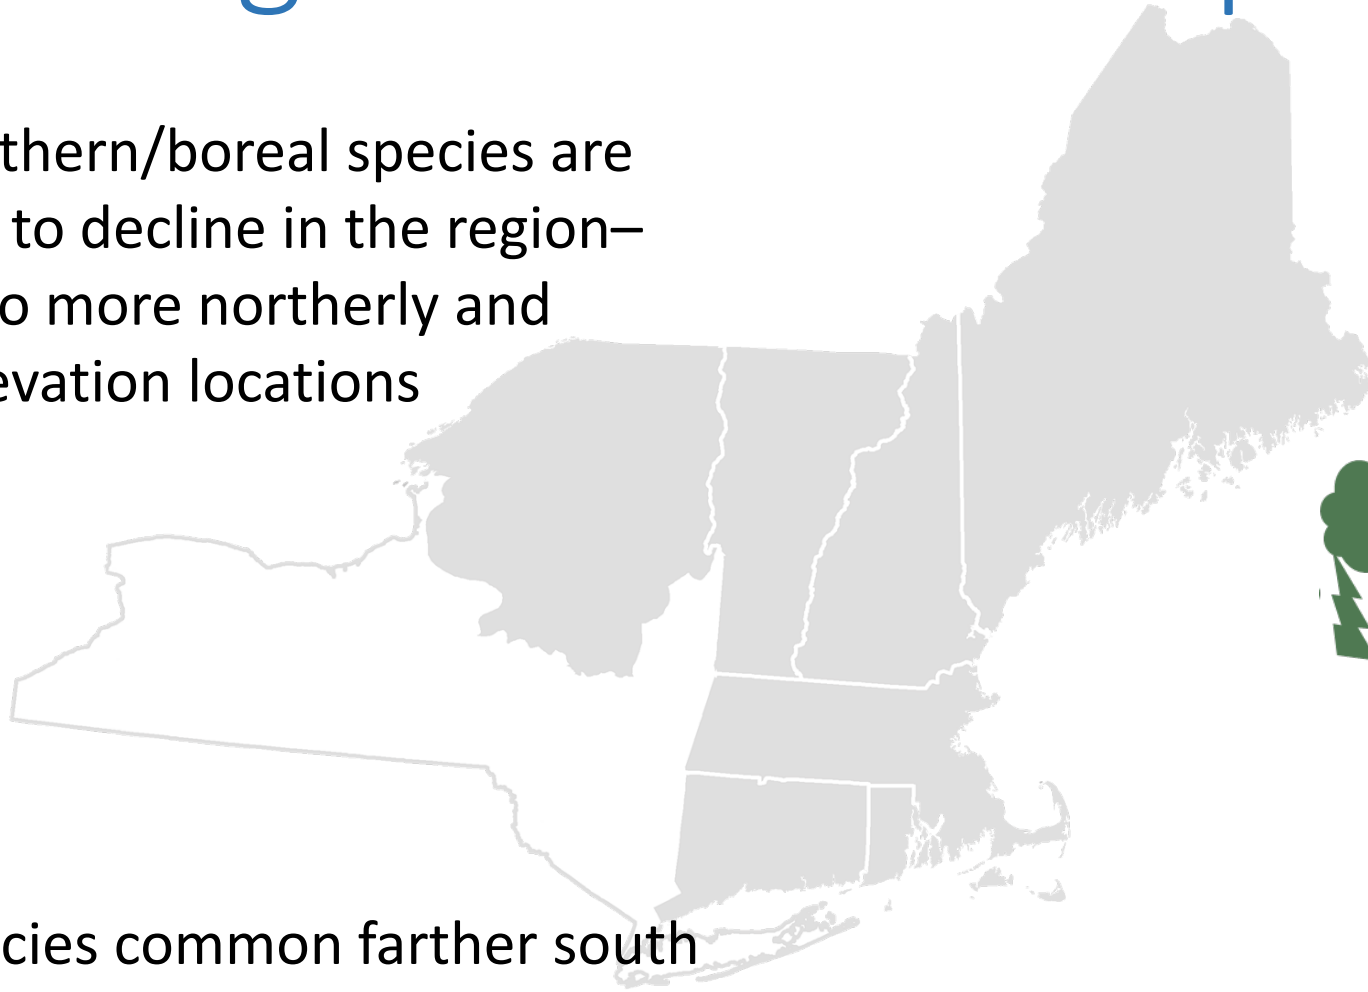 thern/boreal species are
to decline in the region–
o more northerly and
evation locations
cies common farther south